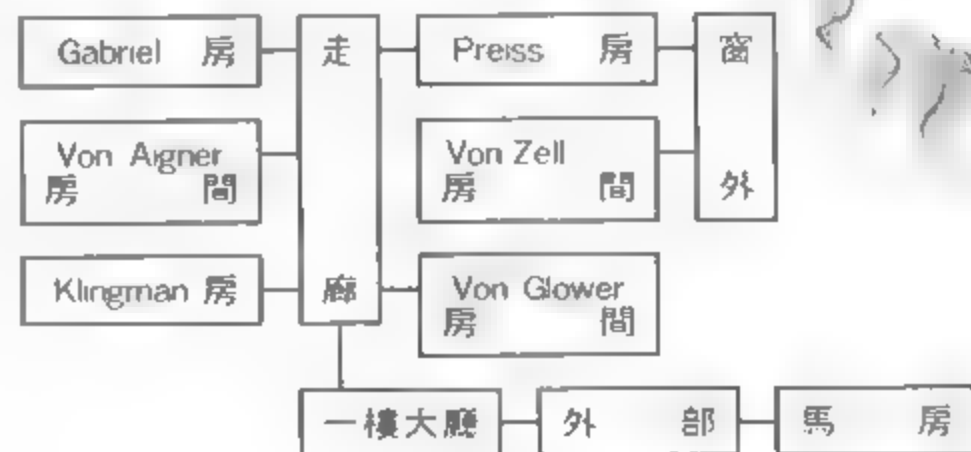 Gabriel 房
走
Preiss 房
窗
Von Aigner
房 間
Von Zell
房 間
外
Klingman 房
廊
Von Glower
房 間
一樓大廳
外 部
馬 房